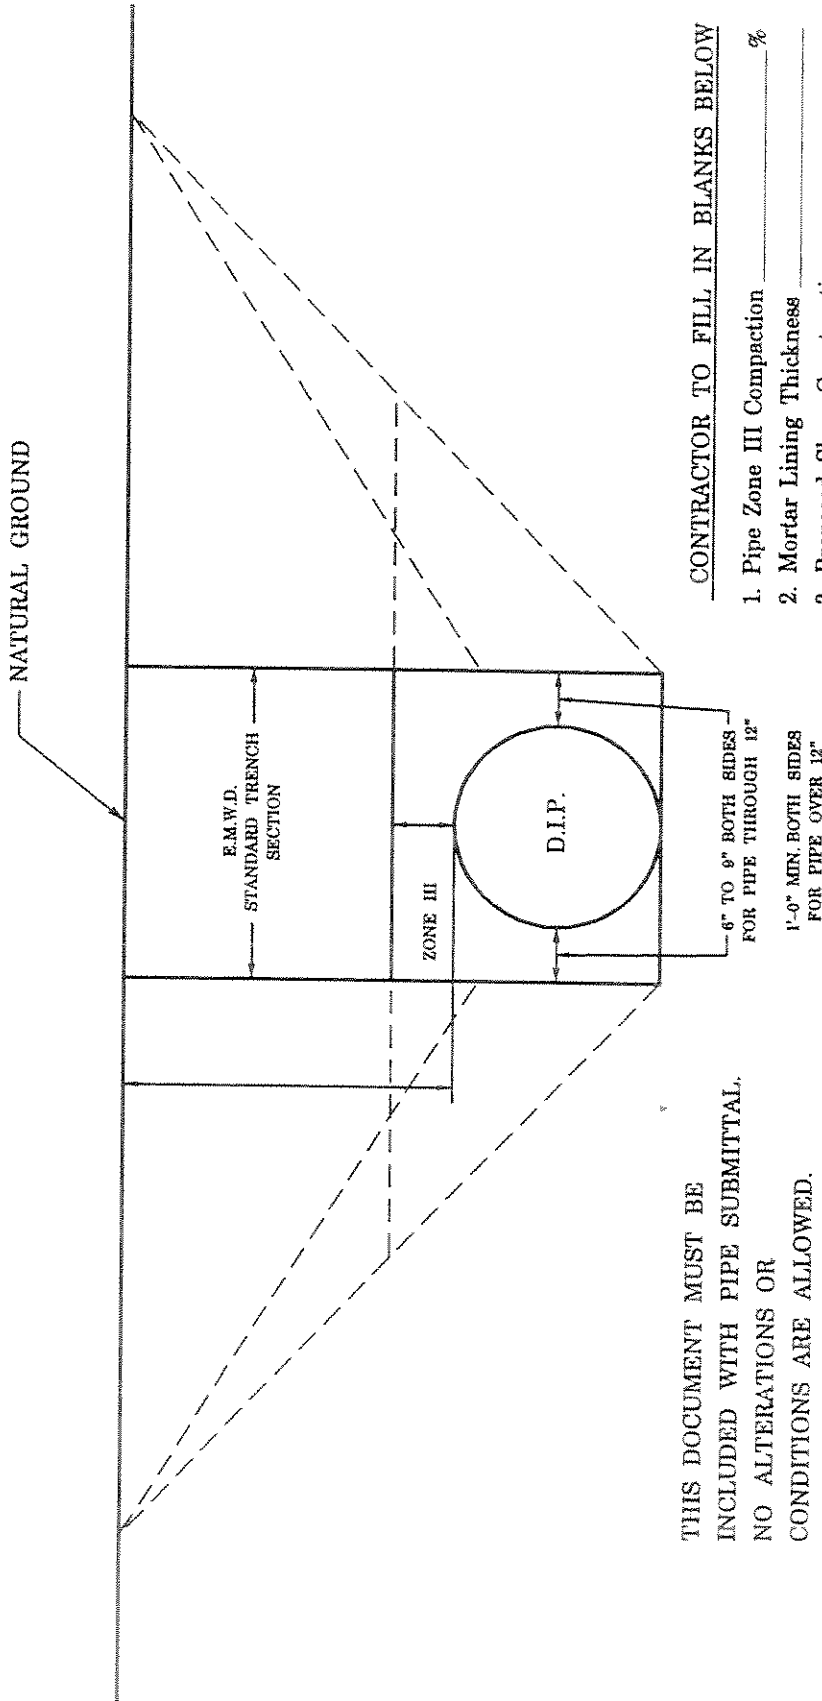 NATURAL GROUND
E.M.W.D.
STANDARD TRENCH
SECTION
ZONE III
D.I.P.
6" TO 9" BOTH SIDES
FOR PIPE THROUGH 12"
1'-0" MIN. BOTH SIDES
FOR PIPE OVER 12"
THIS DOCUMENT MUST BE
INCLUDED WITH PIPE SUBMITTAL.
NO ALTERATIONS OR
CONDITIONS ARE ALLOWED.
CONTRACTOR TO FILL IN BLANKS BELOW
1. Pipe Zone III Compaction ________ %
2. Mortar Lining Thickness ________